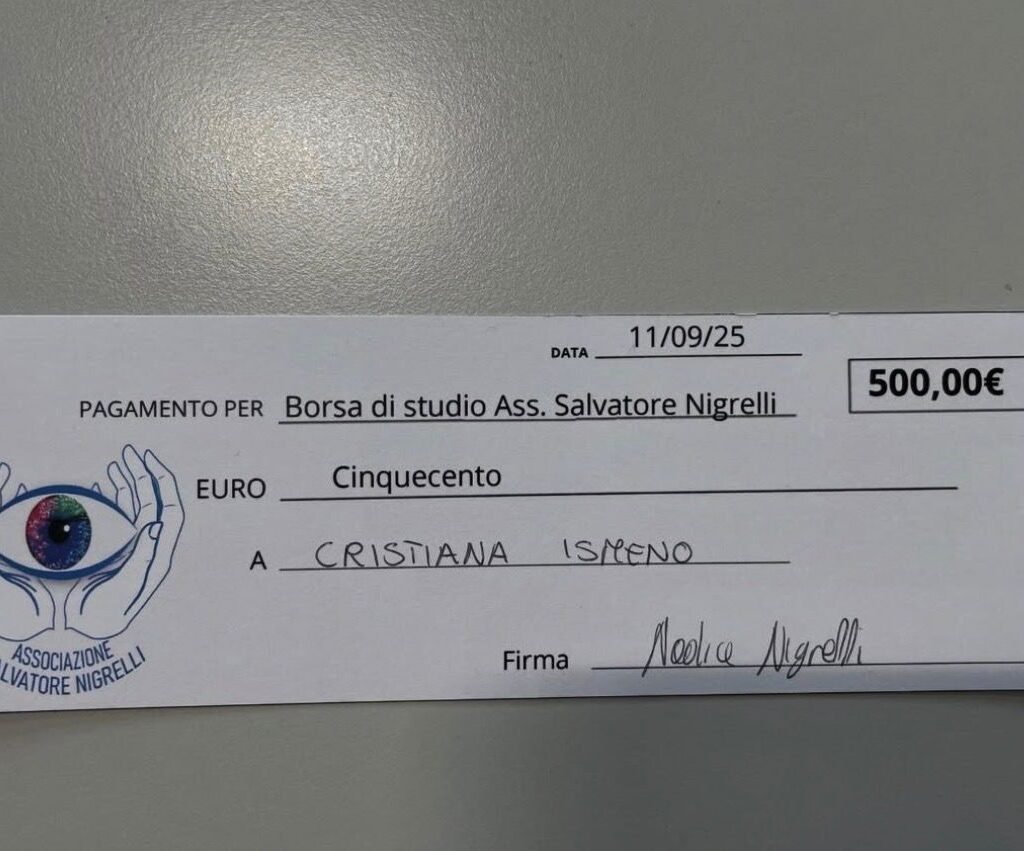 DATA 11/09/25
500,00€
PAGAMENTO PER Borsa di studio Ass. Salvatore Nigrelli
EURO Cinquecento
A CRISTIANA ISMENO
Firma Nigrelli
ASSOCIAZIONE
LVATORE NIGRELLI